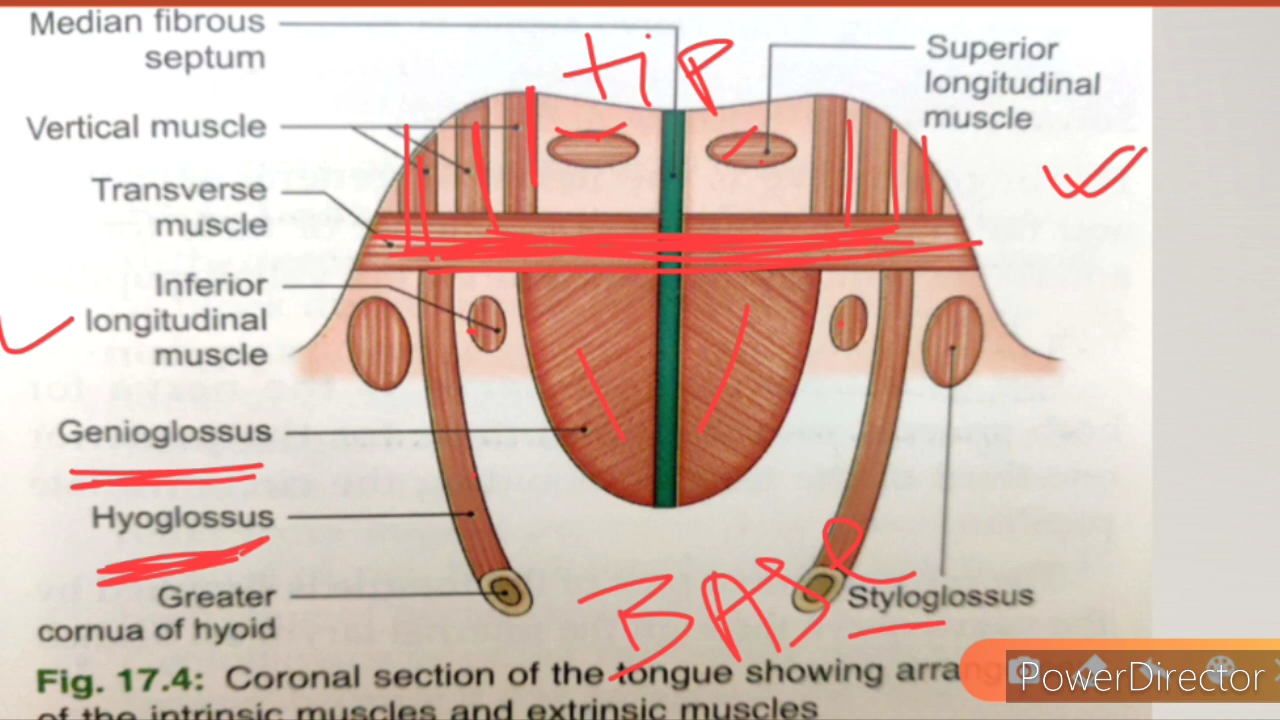 Median fibrous
septum
tip
Superior
longitudinal
muscle
Vertical muscle
Transverse
muscle
Inferior
longitudinal
muscle
Genioglossus
Hyoglossus
BASe
Greater
cornua of hyoid
Styloglossus
Fig. 17.4: Coronal section of the tongue showing
of the intrinsic muscles and extrinsic muscles
PowerDirector